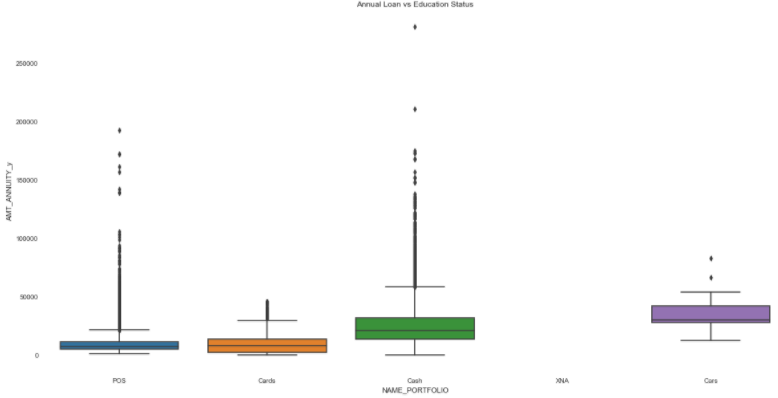 Annual Loan vs Education Status
250000
200000
150000
100000
50000
0
AMT_ANNUITY_y
POS Cards Cash XNA Cars
NAME_PORTFOLIO